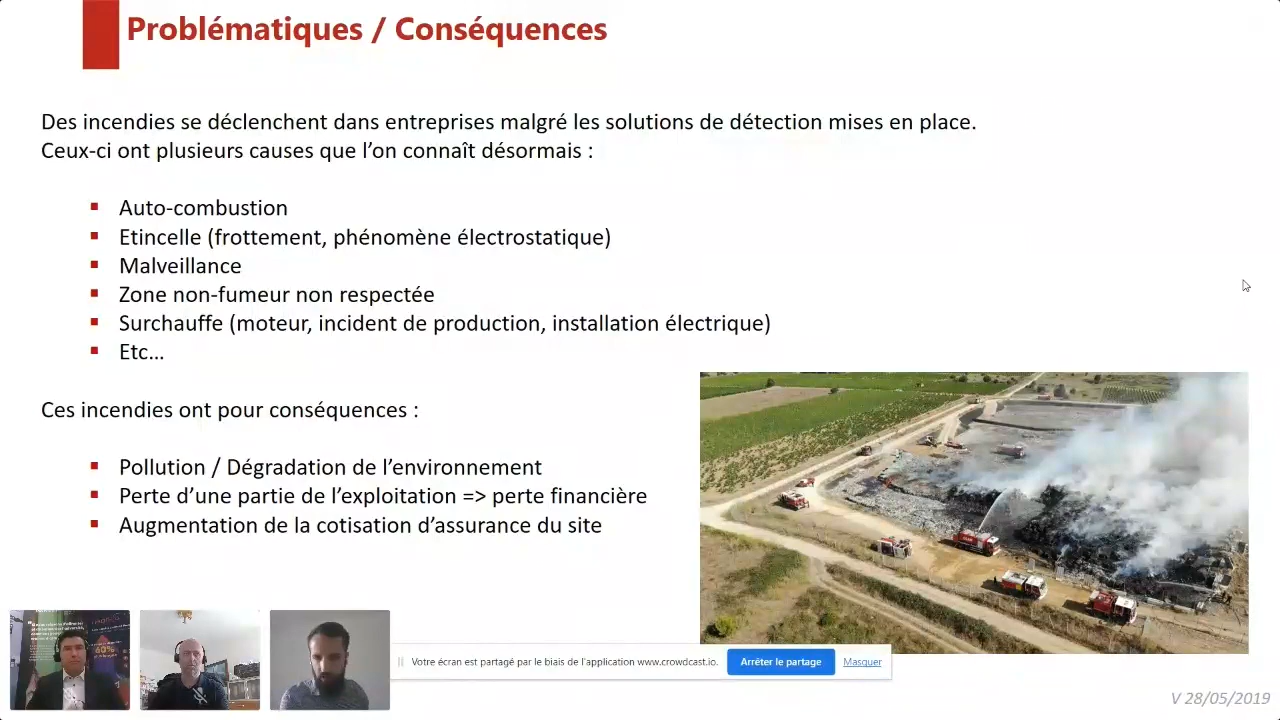 Problématiques / Conséquences
Des incendies se déclenchent dans entreprises malgré les solutions de détection mises en place.
Ceux-ci ont plusieurs causes que l’on connaît désormais :
Auto-combustion
Etincelle (frottement, phénomène électrostatique)
Malveillance
Zone non-fumeur non respectée
Surchauffe (moteur, incident de production, installation électrique)
Etc…
Ces incendies ont pour conséquences :
Pollution / Dégradation de l’environnement
Perte d’une partie de l’exploitation => perte financière
Augmentation de la cotisation d’assurance du site
60%
Votre écran est partagé par le biais de l'application www.crowdcast.io.
Arrêter le partage
Masquer
V 28/05/2019